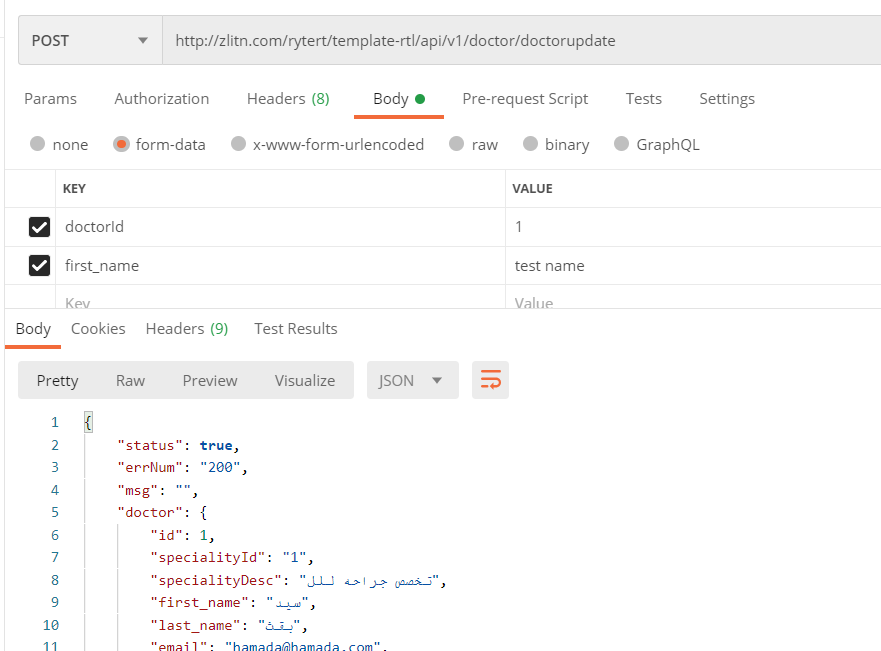 POST http://zlitn.com/rytert/template-rtl/api/v1/doctor/doctorupdate
Params Authorization Headers (8) Body Pre-request Script Tests Settings
none form-data x-www-form-urlencoded raw binary GraphQL
KEY VALUE
doctorId 1
first_name test name
Key Value
Body Cookies Headers (9) Test Results
Pretty Raw Preview Visualize JSON
1 {
2 "status": true,
3 "errNum": "200",
4 "msg": "",
5 "doctor": {
6 "id": 1,
7 "specialityId": "1",
8 "specialityDesc": "تخصص جراحه للل",
9 "first_name": "سيد",
10 "last_name": "بقث",
11 "email": "hamada@hamada.com",